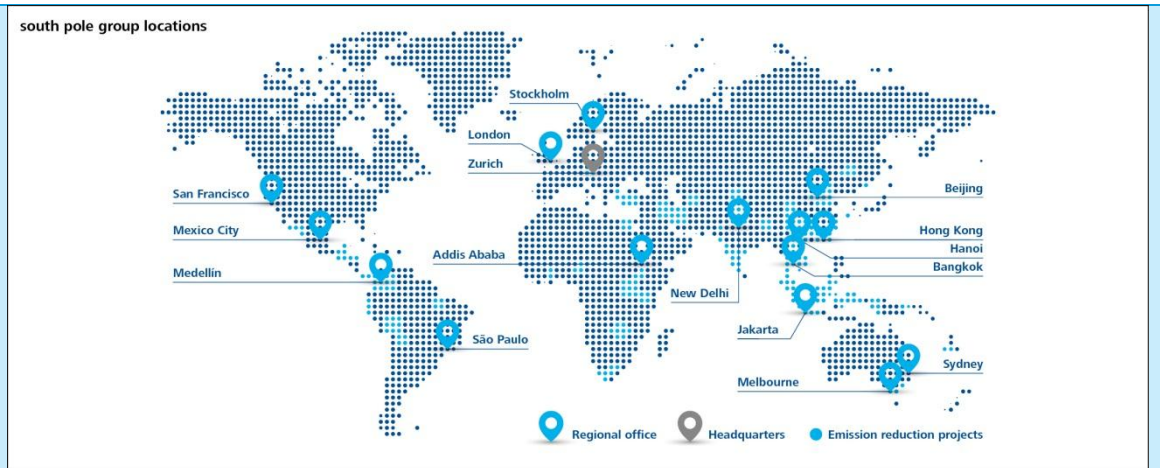 south pole group locations
Stockholm
London
Zurich
San Francisco
Beijing
Mexico City
Hong Kong
Hanoi
Addis Ababa
Bangkok
Medellín
New Delhi
Jakarta
São Paulo
Sydney
Melbourne
Regional office
Headquarters
Emission reduction projects